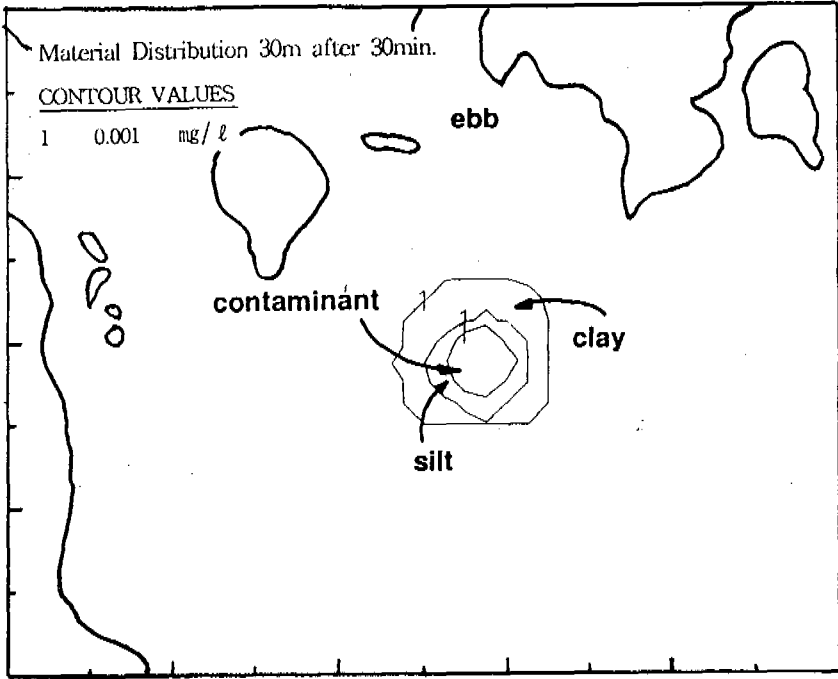 Material Distribution 30m after 30min.
CONTOUR VALUES
1 0.001 mg/ℓ
ebb
contaminant
1
1
clay
silt